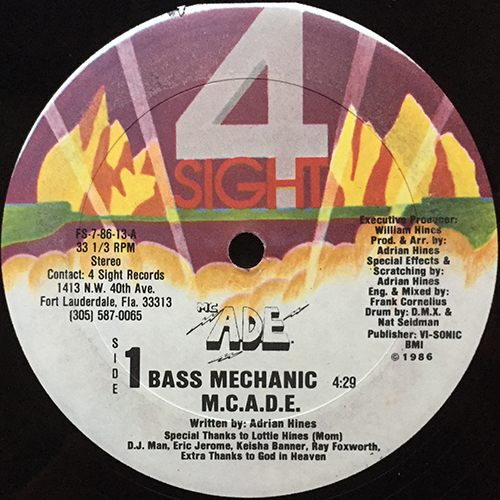 4
SIGHT
FS-7-86-13-A
33 1/3 RPM
Stereo
Contact: 4 Sight Records
1413 N.W. 40th Ave.
Fort Lauderdale, Fla. 33313
(305) 587-0065
Executive Producer:
William Hines
Prod. & Arr. by:
Adrian Hines
Special Effects &
Scratching by:
Adrian Hines
Eng. & Mixed by:
Frank Cornelius
Drum by: D.M.X. &
Nat Seidman
Publisher: VI-SONIC
BMI
© 1986
MC
ADE
SIDE 1
BASS MECHANIC 4:29
M.C.A.D.E.
Written by: Adrian Hines
Special Thanks to Lottie Hines (Mom)
D.J. Man, Eric Jerome, Keisha Banner, Ray Foxworth,
Extra Thanks to God in Heaven